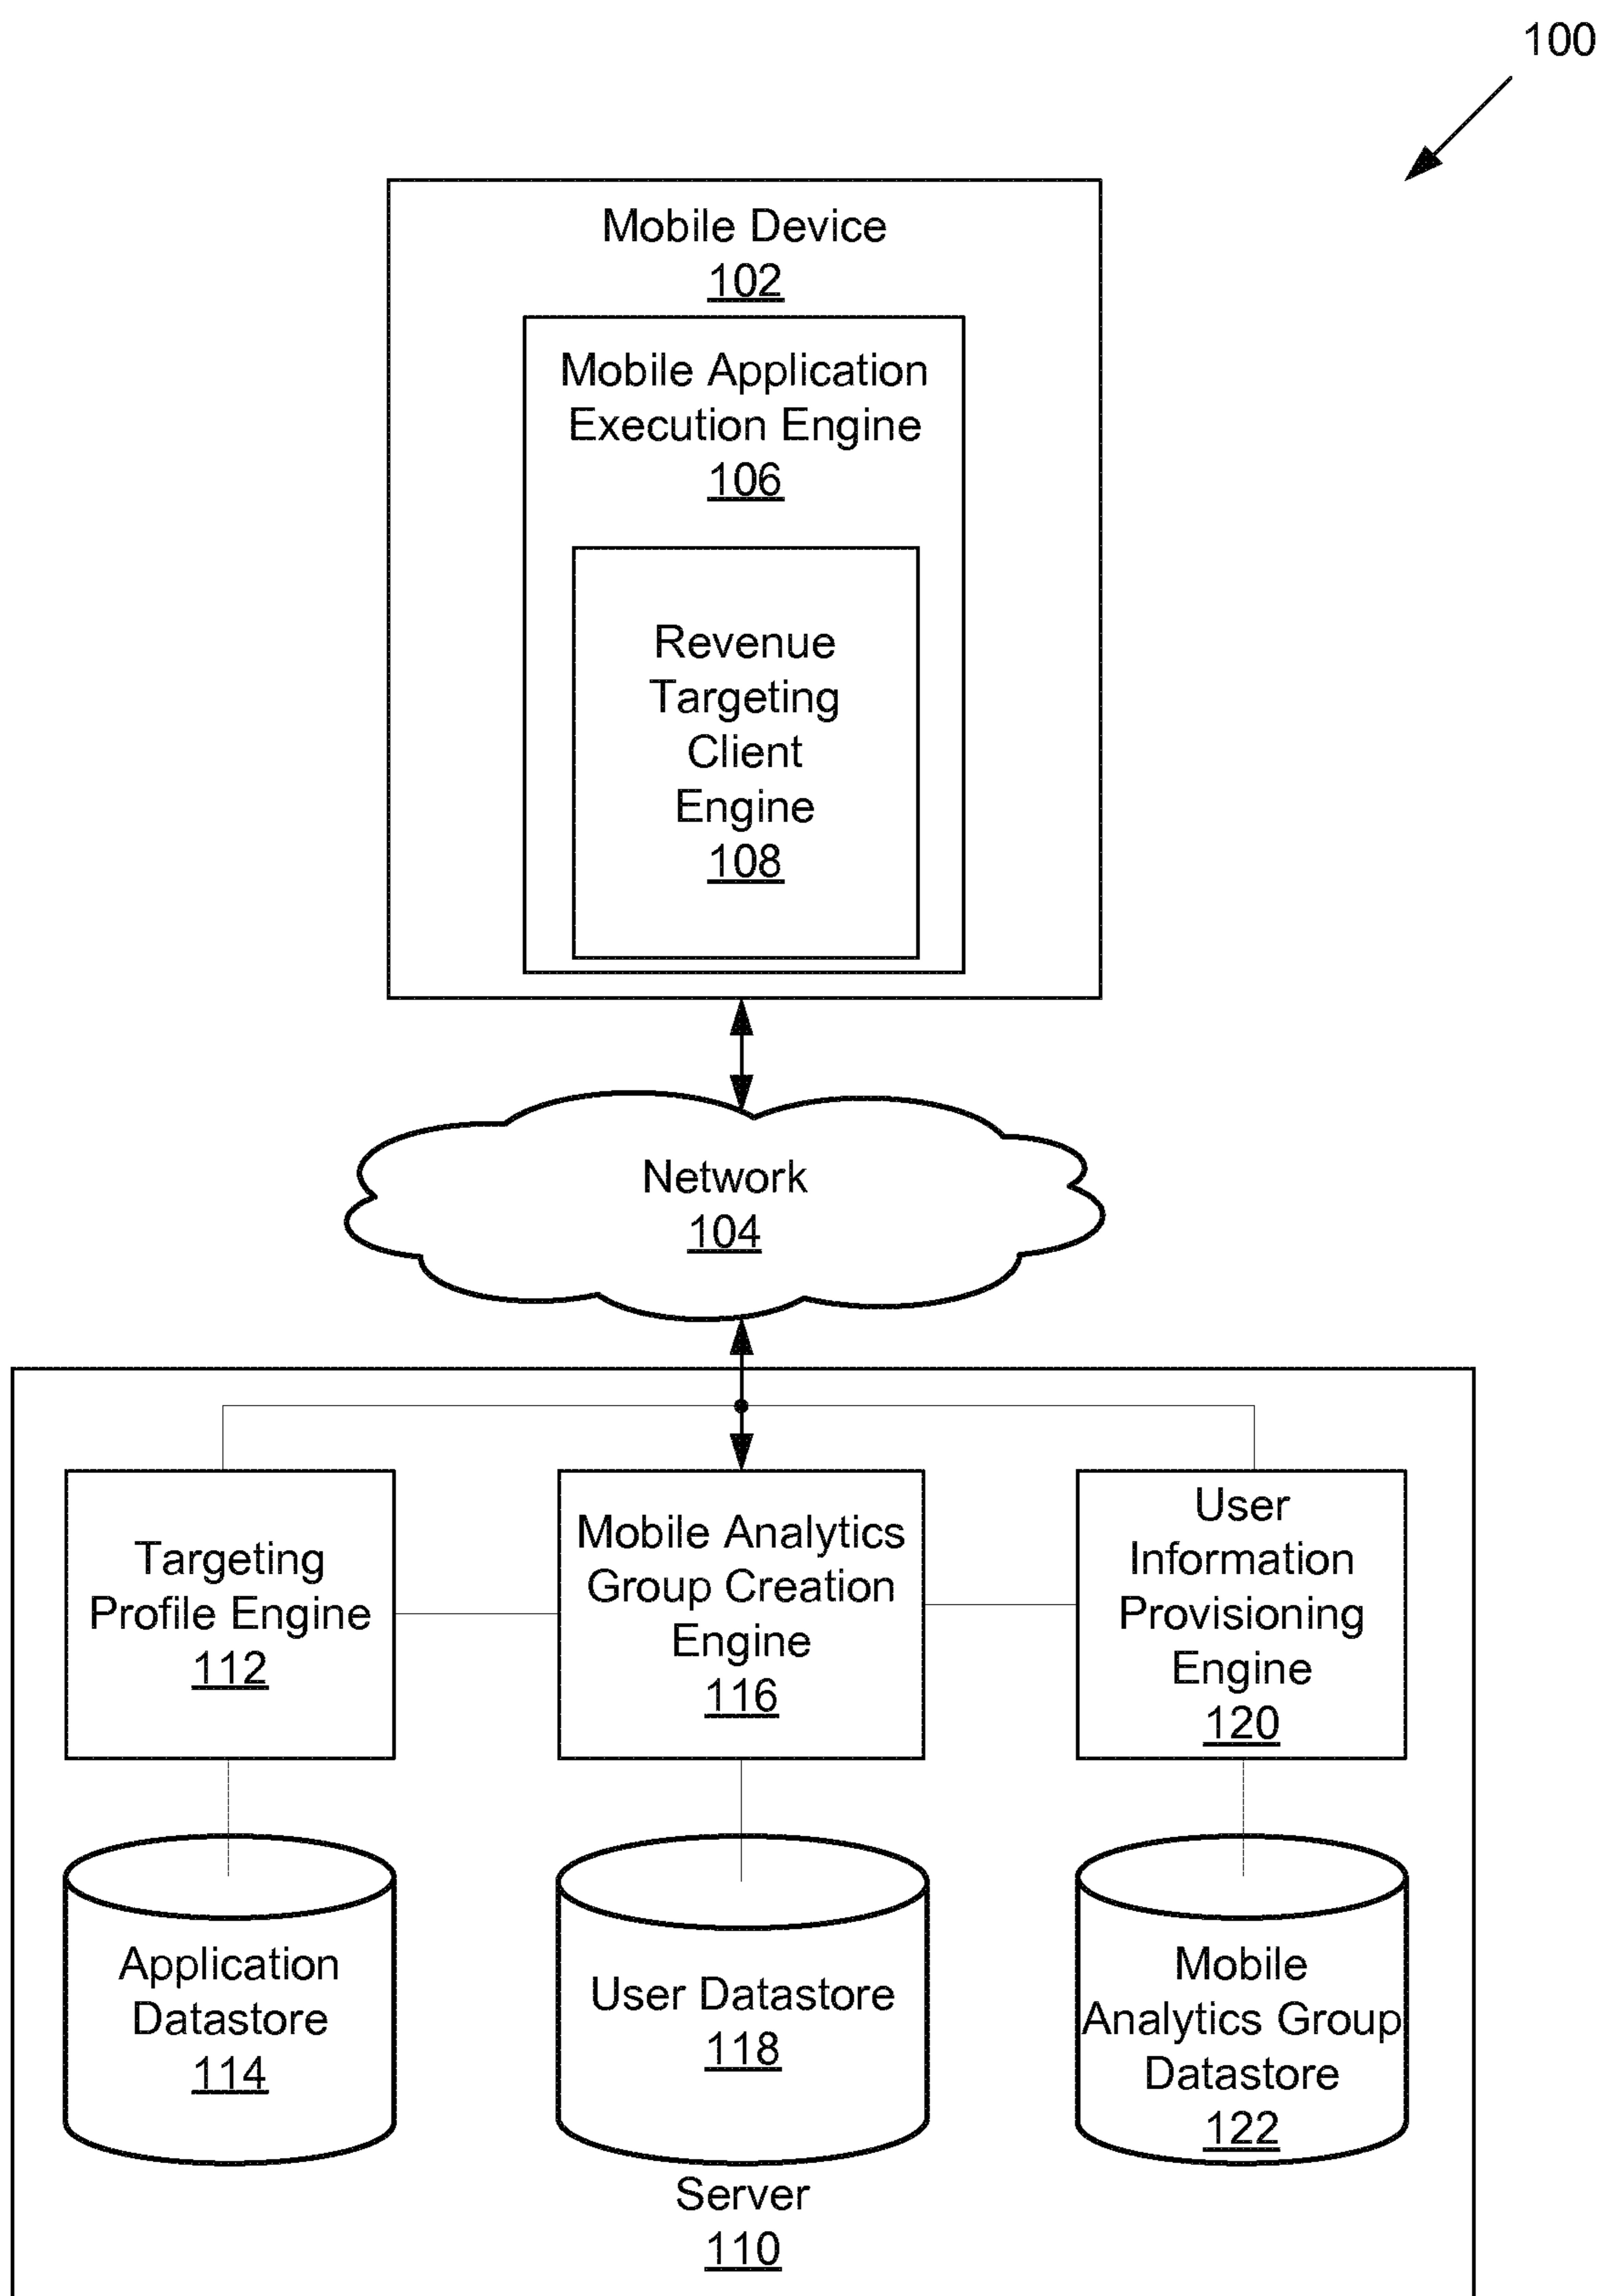 100
Mobile Device
102
Mobile Application
Execution Engine
106
Revenue
Targeting
Client
Engine
108
Network
104
Targeting
Profile Engine
112
Mobile Analytics
Group Creation
Engine
116
User
Information
Provisioning
Engine
120
Application
Datastore
114
User Datastore
118
Mobile
Analytics Group
Datastore
122
Server
110